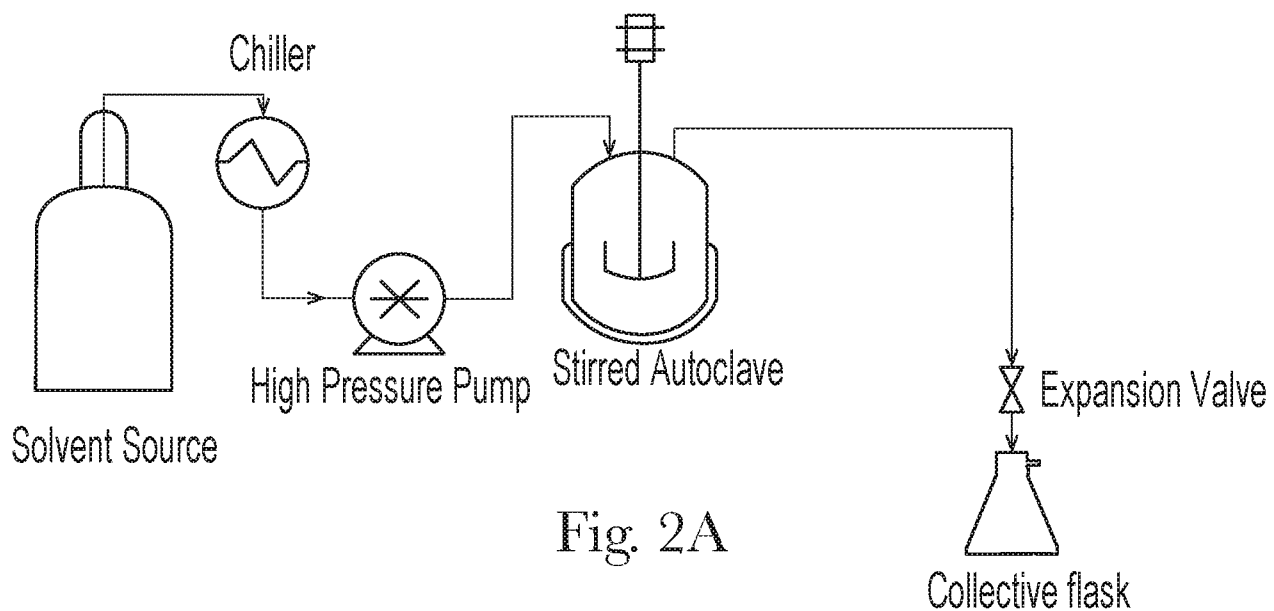 Chiller
Solvent Source
High Pressure Pump
Stirred Autoclave
Expansion Valve
Collective flask
Fig. 2A